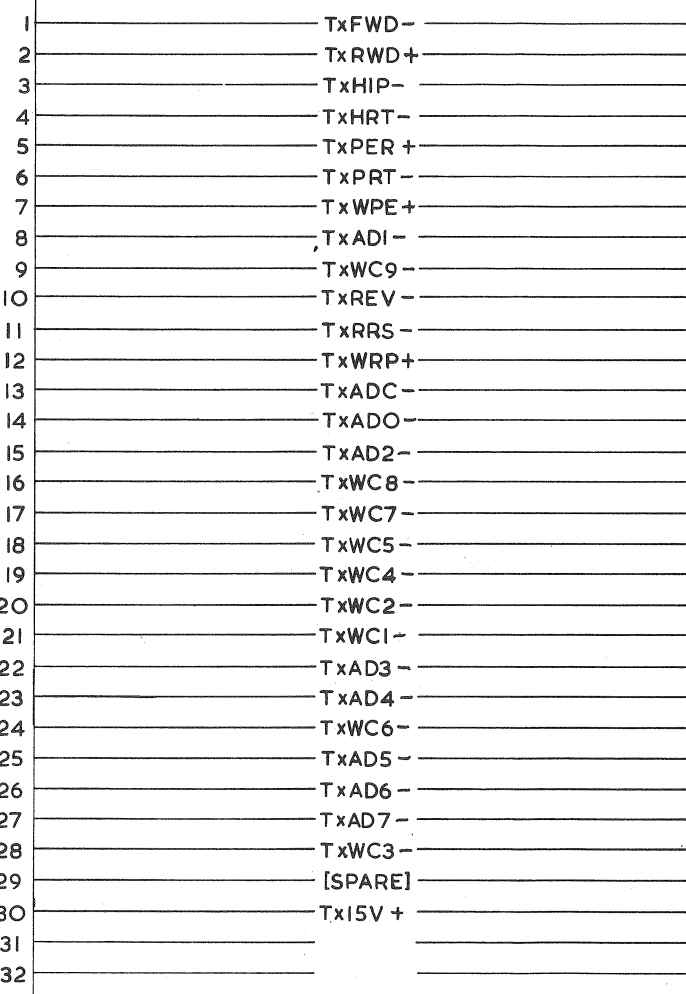 1 TxFWD-
2 TxRWD+
3 TxHIP-
4 TxHRT-
5 TxPER+
6 TxPRT-
7 TxWPE+
8 TxAD1-
9 TxWC9-
10 TxREV-
11 TxRRS-
12 TxWRP+
13 TxADC-
14 TxAD0-
15 TxAD2-
16 TxWC8-
17 TxWC7-
18 TxWC5-
19 TxWC4-
20 TxWC2-
21 TxWC1-
22 TxAD3-
23 TxAD4-
24 TxWC6-
25 TxAD5-
26 TxAD6-
27 TxAD7-
28 TxWC3-
29 [SPARE]
30 Tx15V+
31
32